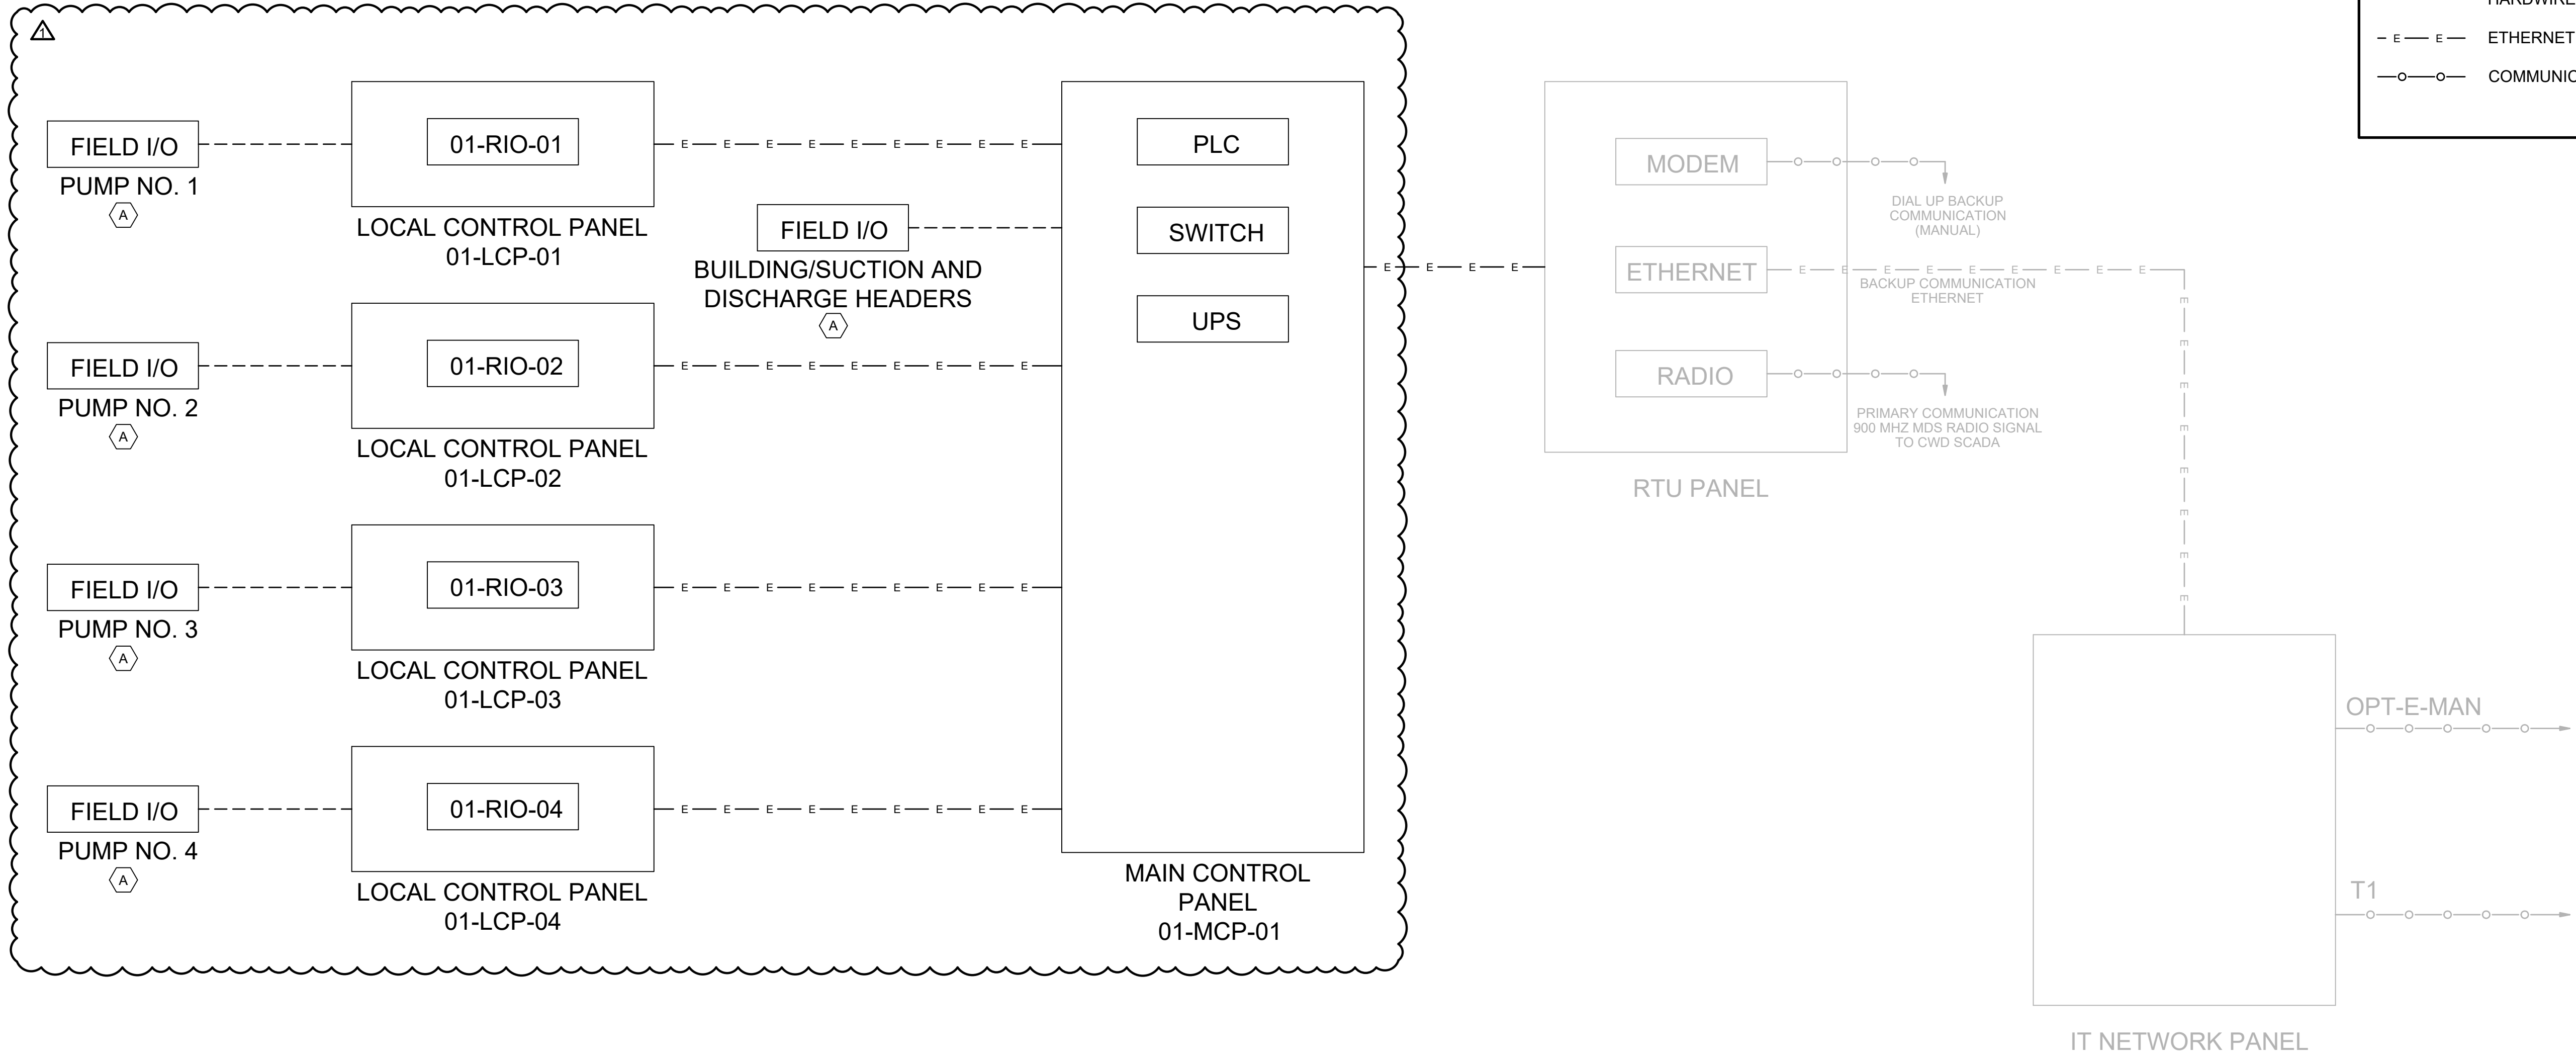 1
FIELD I/O
PUMP NO. 1
A
01-RIO-01
LOCAL CONTROL PANEL
01-LCP-01
E E E E E E E E E
FIELD I/O
BUILDING/SUCTION AND
DISCHARGE HEADERS
A
FIELD I/O
PUMP NO. 2
A
01-RIO-02
LOCAL CONTROL PANEL
01-LCP-02
E E E E E E E E E
FIELD I/O
PUMP NO. 3
A
01-RIO-03
LOCAL CONTROL PANEL
01-LCP-03
E E E E E E E E E
FIELD I/O
PUMP NO. 4
A
01-RIO-04
LOCAL CONTROL PANEL
01-LCP-04
E E E E E E E E E
PLC
SWITCH
UPS
MAIN CONTROL
PANEL
01-MCP-01
E E E E
MODEM
DIAL UP BACKUP
COMMUNICATION
(MANUAL)
ETHERNET
E E E E E E E E E
BACKUP COMMUNICATION
ETHERNET
E E E E E E E E
RADIO
PRIMARY COMMUNICATION
900 MHZ MDS RADIO SIGNAL
TO CWD SCADA
RTU PANEL
OPT-E-MAN
T1
IT NETWORK PANEL
E E ETHERNET